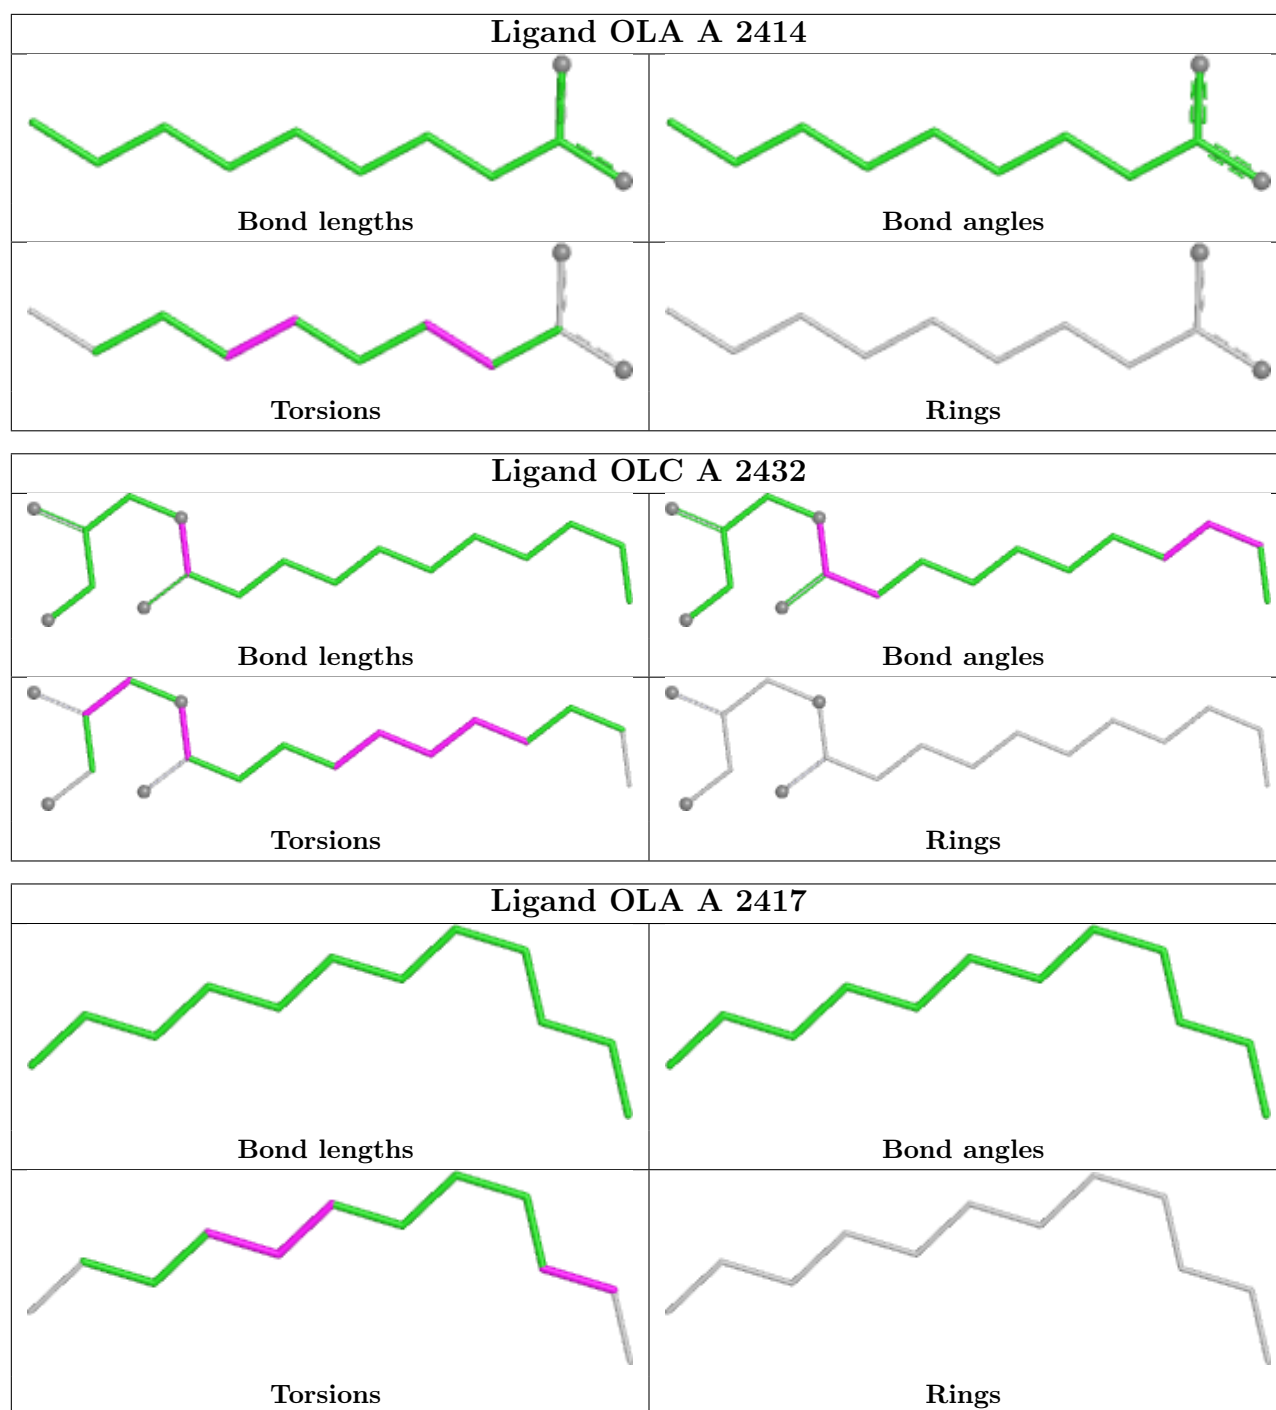 Ligand OLA A 2414
Bond lengths
Bond angles
Torsions
Rings
Ligand OLC A 2432
Bond lengths
Bond angles
Torsions
Rings
Ligand OLA A 2417
Bond lengths
Bond angles
Torsions
Rings